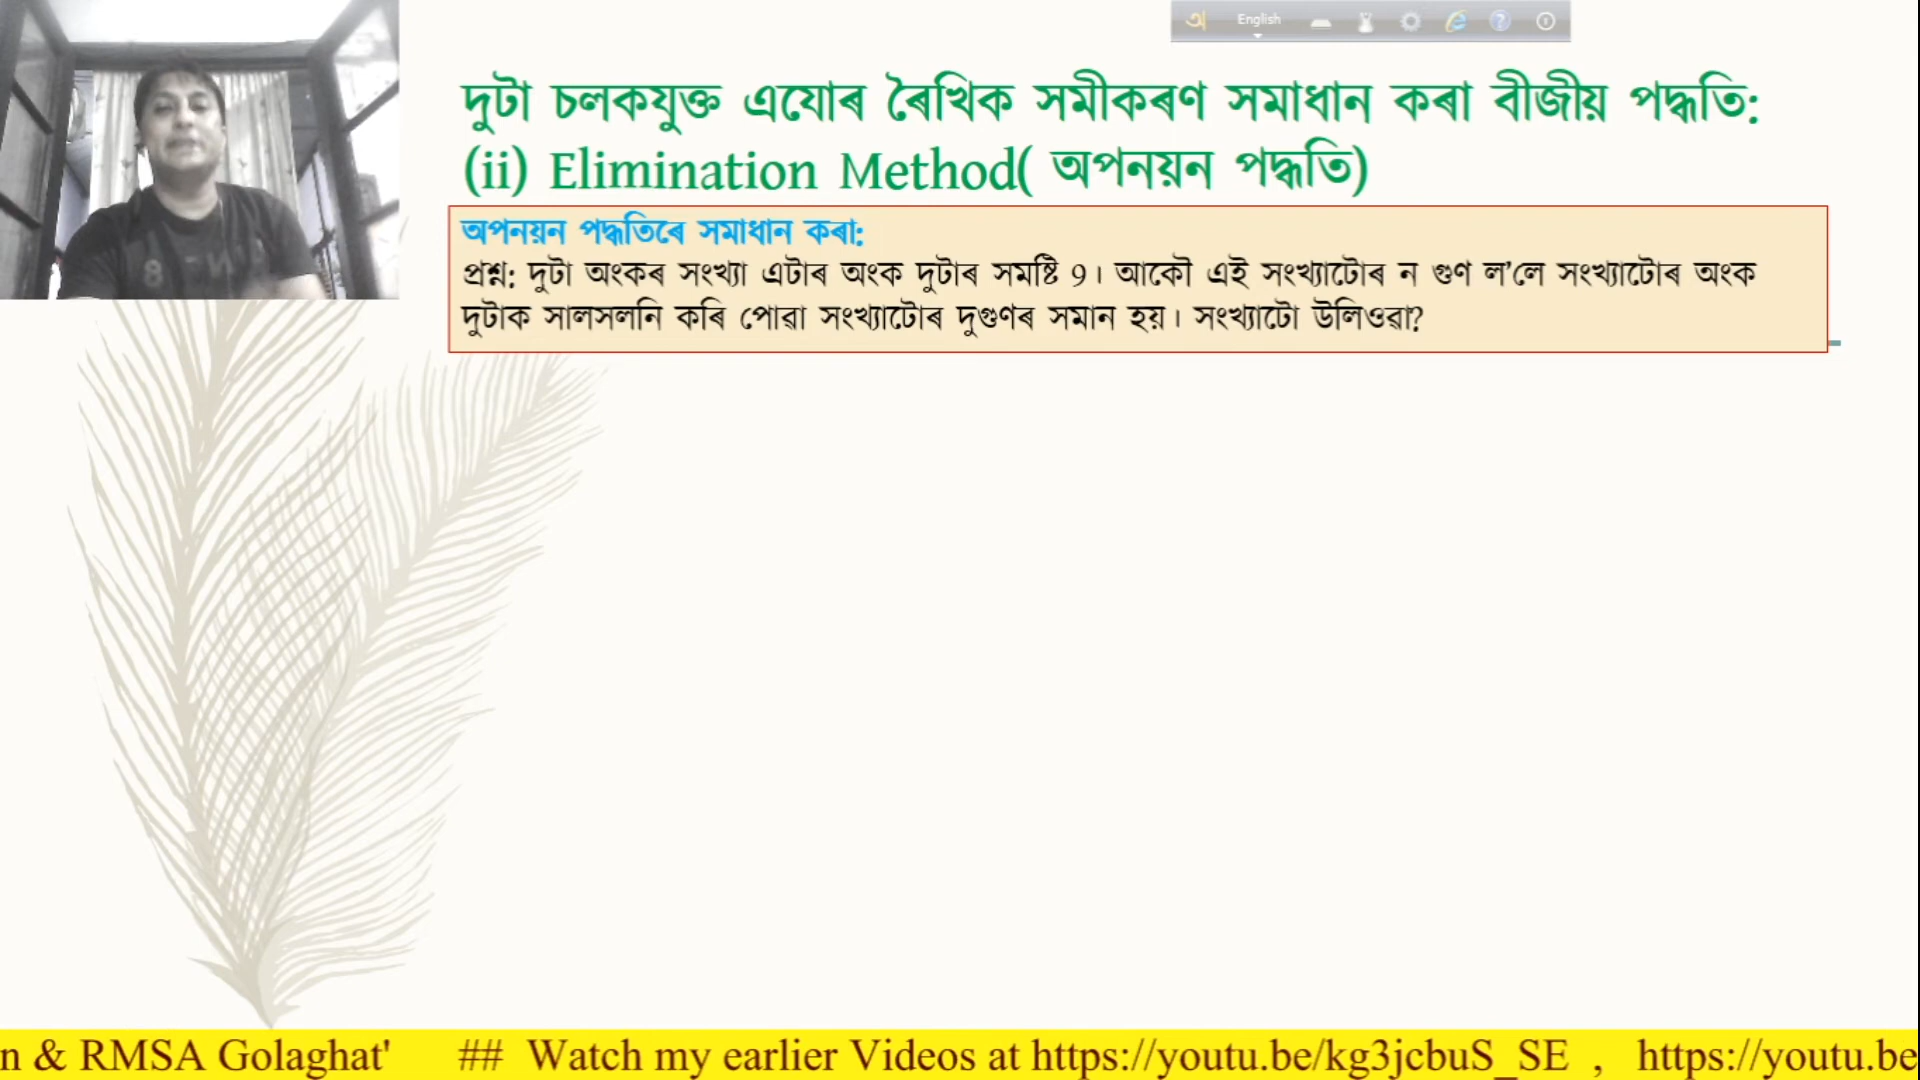 অ English
দুটা চলকযুক্ত এযোৰ ৰৈখিক সমীকৰণ সমাধান কৰা বীজীয় পদ্ধতি:
(ii) Elimination Method( অপনয়ন পদ্ধতি)
অপনয়ন পদ্ধতিৰে সমাধান কৰা:
প্ৰশ্ন: দুটা অংকৰ সংখ্যা এটাৰ অংক দুটাৰ সমষ্টি 9। আকৌ এই সংখ্যাটোৰ ন গুণ ল'লে সংখ্যাটোৰ অংক
দুটাক সালসলনি কৰি পোৱা সংখ্যাটোৰ দুগুণৰ সমান হয়। সংখ্যাটো উলিওৱা?
n & RMSA Golaghat' ## Watch my earlier Videos at https://youtu.be/kg3jcbuS_SE , https://youtu.be